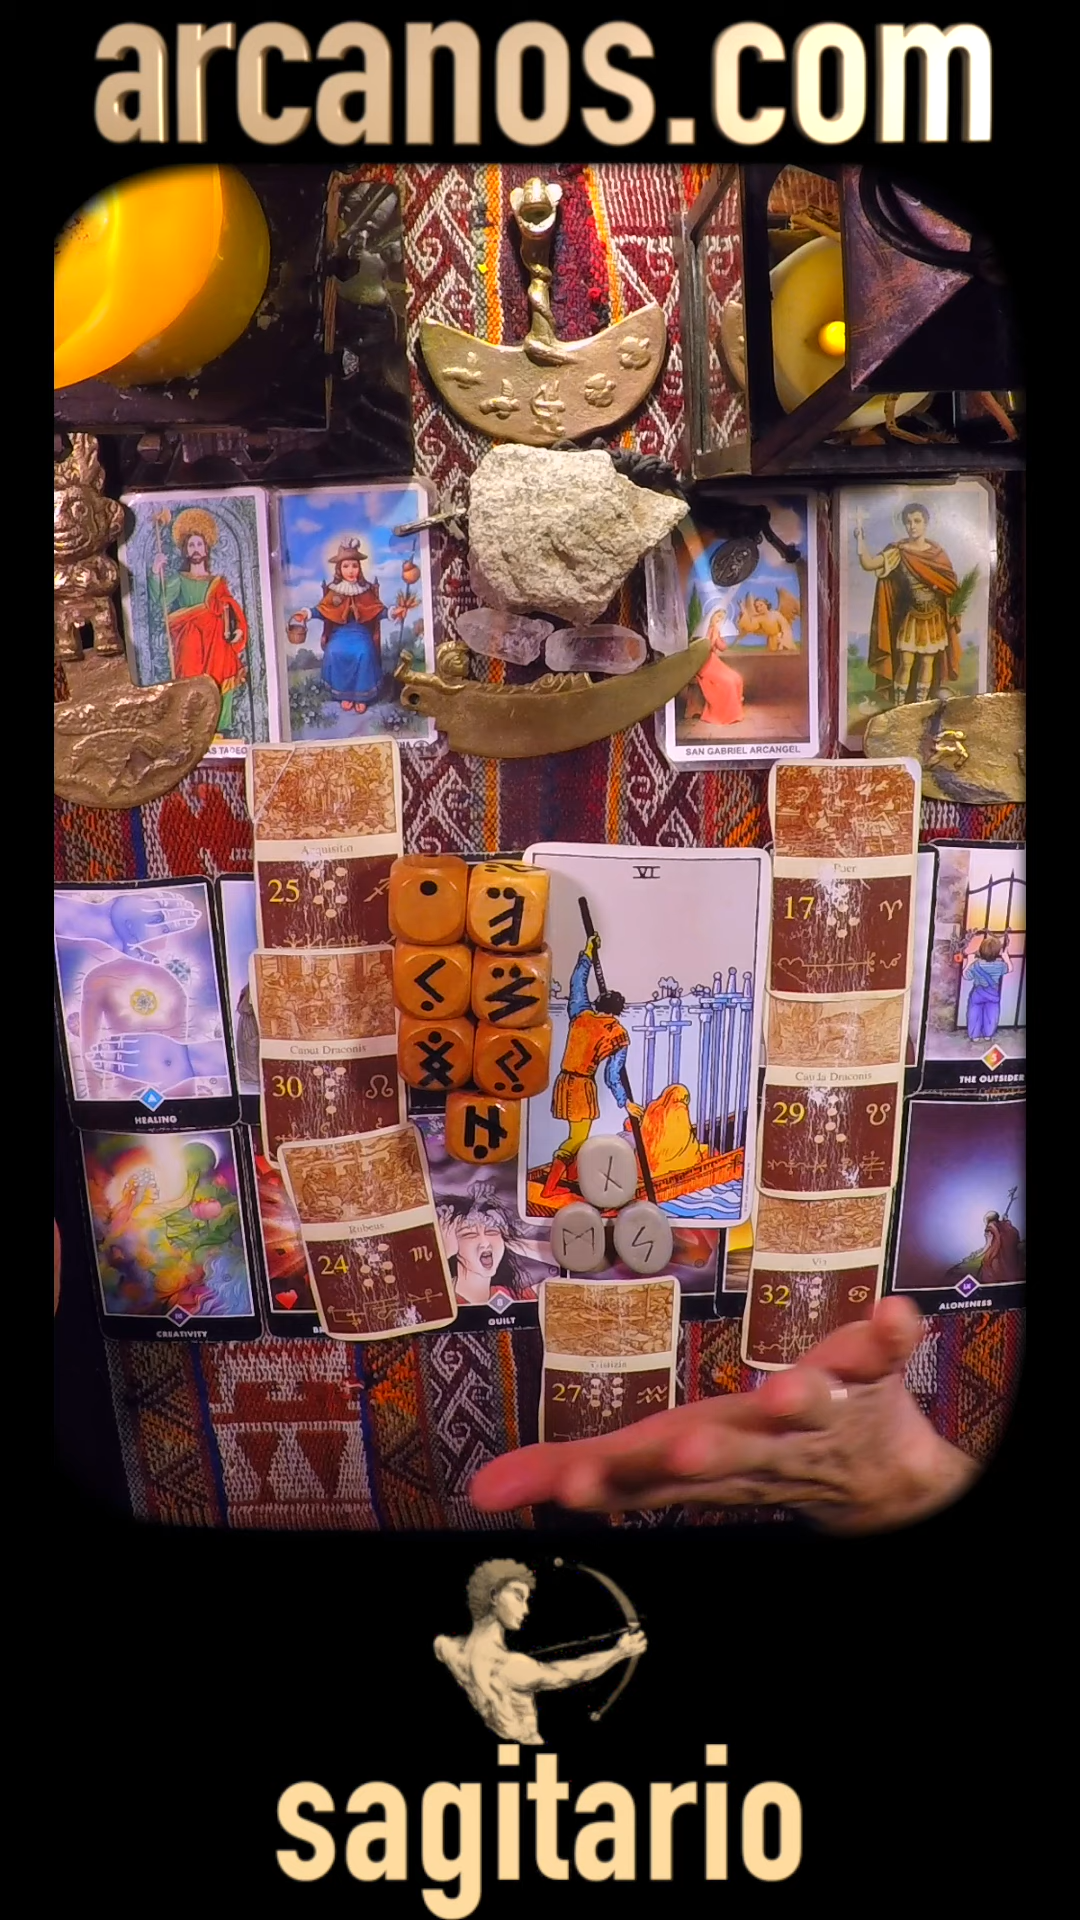 arcanos.com
SAN GABRIEL ARCANGEL
Puer
25
VI
17
Caput Draconis
Cauda Draconis
30
29
THE OUTSIDER
HEALING
Rubeus
Via
24
32
CREATIVITY
GUILT
ALONENESS
27
sagitario